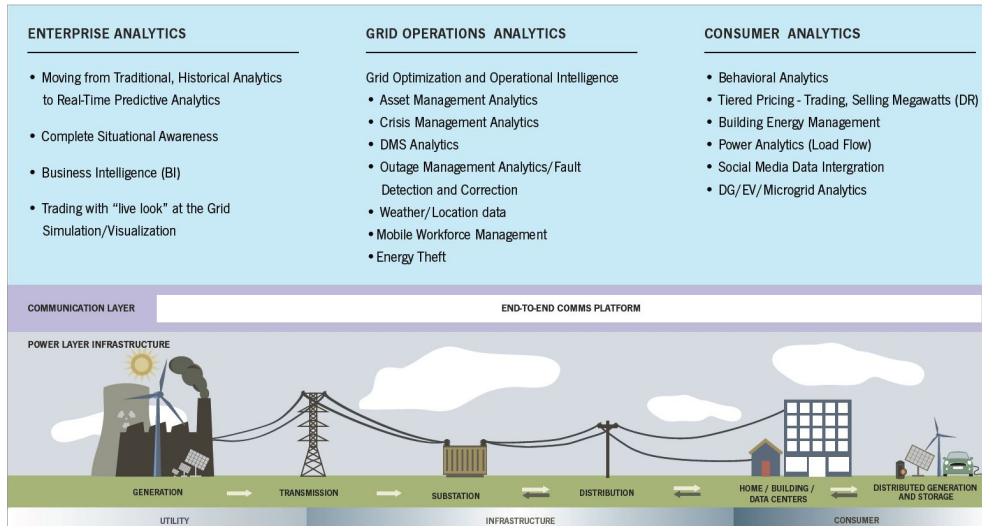 ENTERPRISE ANALYTICS
• Moving from Traditional, Historical Analytics
to Real-Time Predictive Analytics
• Complete Situational Awareness
• Business Intelligence (BI)
• Trading with “live look” at the Grid
Simulation/Visualization
GRID OPERATIONS ANALYTICS
Grid Optimization and Operational Intelligence
• Asset Management Analytics
• Crisis Management Analytics
• DMS Analytics
• Outage Management Analytics/Fault
Detection and Correction
• Weather/Location data
• Mobile Workforce Management
• Energy Theft
CONSUMER ANALYTICS
• Behavioral Analytics
• Tiered Pricing - Trading, Selling Megawatts (DR)
• Building Energy Management
• Power Analytics (Load Flow)
• Social Media Data Intergration
• DG/EV/Microgrid Analytics
COMMUNICATION LAYER
END-TO-END COMMS PLATFORM
POWER LAYER INFRASTRUCTURE
GENERATION
TRANSMISSION
SUBSTATION
DISTRIBUTION
HOME / BUILDING /
DATA CENTERS
DISTRIBUTED GENERATION
AND STORAGE
UTILITY
INFRASTRUCTURE
CONSUMER